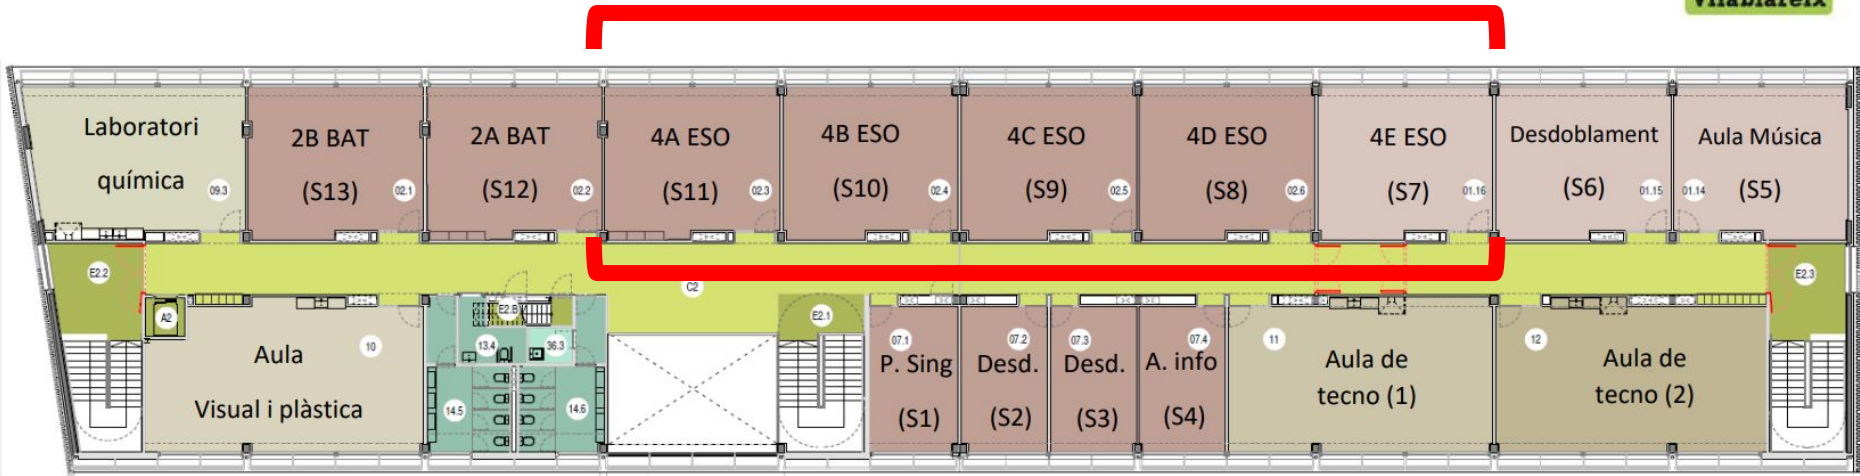 Vilablareix
Laboratori
química
09.3
2B BAT
(S13)
02.1
2A BAT
(S12)
02.2
4A ESO
(S11)
02.3
4B ESO
(S10)
02.4
4C ESO
(S9)
02.5
4D ESO
(S8)
02.6
4E ESO
(S7)
01.16
Desdoblament
(S6)
01.15
Aula Música
01.14
(S5)
E2.2
C2
E2.3
A2
E2.B
E2.1
Aula
Visual i plàstica
10
13.4
36.3
14.5
14.6
07.1
P. Sing
(S1)
07.2
Desd.
(S2)
07.3
Desd.
(S3)
07.4
A. info
(S4)
11
Aula de
tecno (1)
12
Aula de
tecno (2)